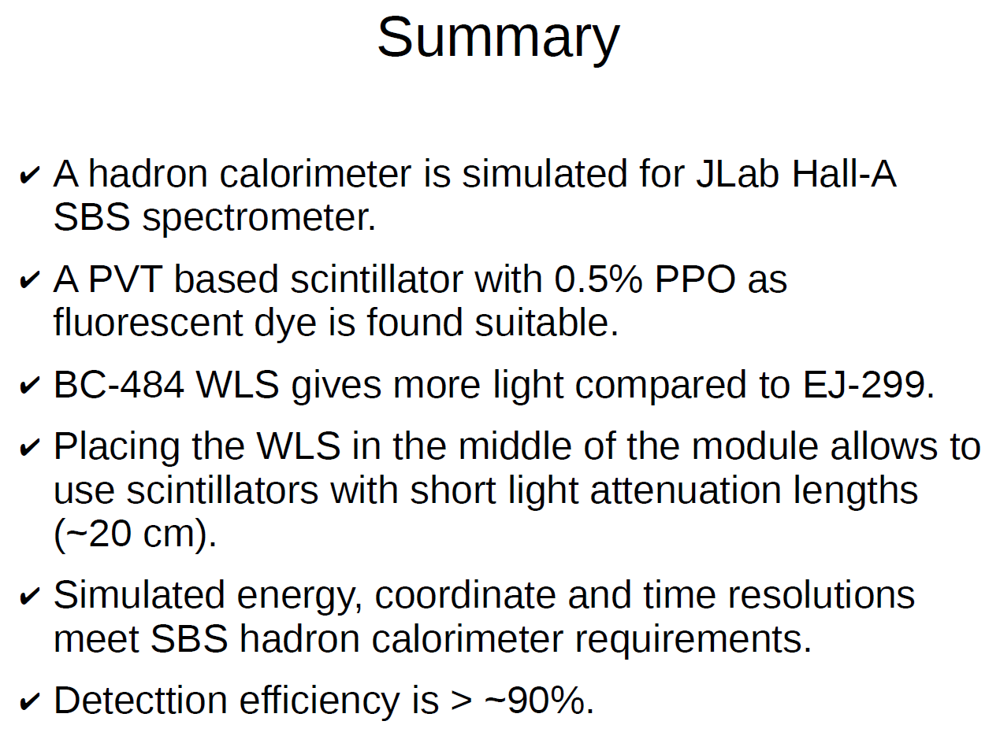 Summary
✔ A hadron calorimeter is simulated for JLab Hall-A
SBS spectrometer.
✔ A PVT based scintillator with 0.5% PPO as
fluorescent dye is found suitable.
✔ BC-484 WLS gives more light compared to EJ-299.
✔ Placing the WLS in the middle of the module allows to
use scintillators with short light attenuation lengths
(~20 cm).
✔ Simulated energy, coordinate and time resolutions
meet SBS hadron calorimeter requirements.
✔ Detecttion efficiency is > ~90%.